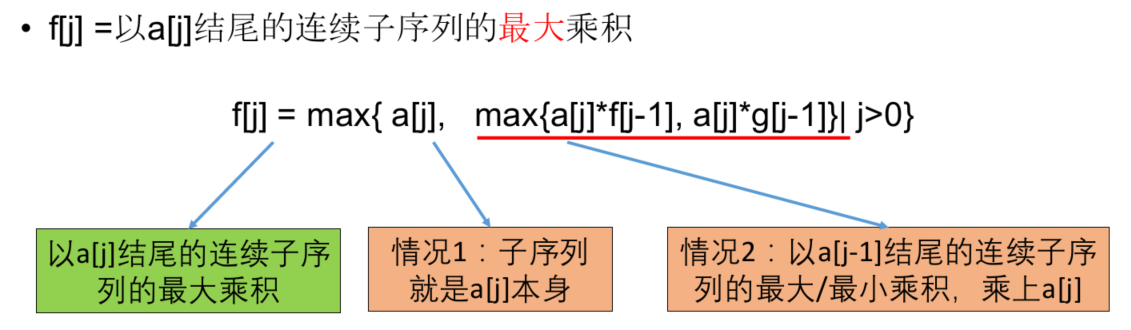 • f[j] =以a[j]结尾的连续子序列的最大乘积
f[j] = max{ a[j], max{a[j]*f[j-1], a[j]*g[j-1]}| j>0}
以a[j]结尾的连续子序
列的最大乘积
情况1：子序列
就是a[j]本身
情况2：以a[j-1]结尾的连续子序
列的最大/最小乘积，乘上a[j]